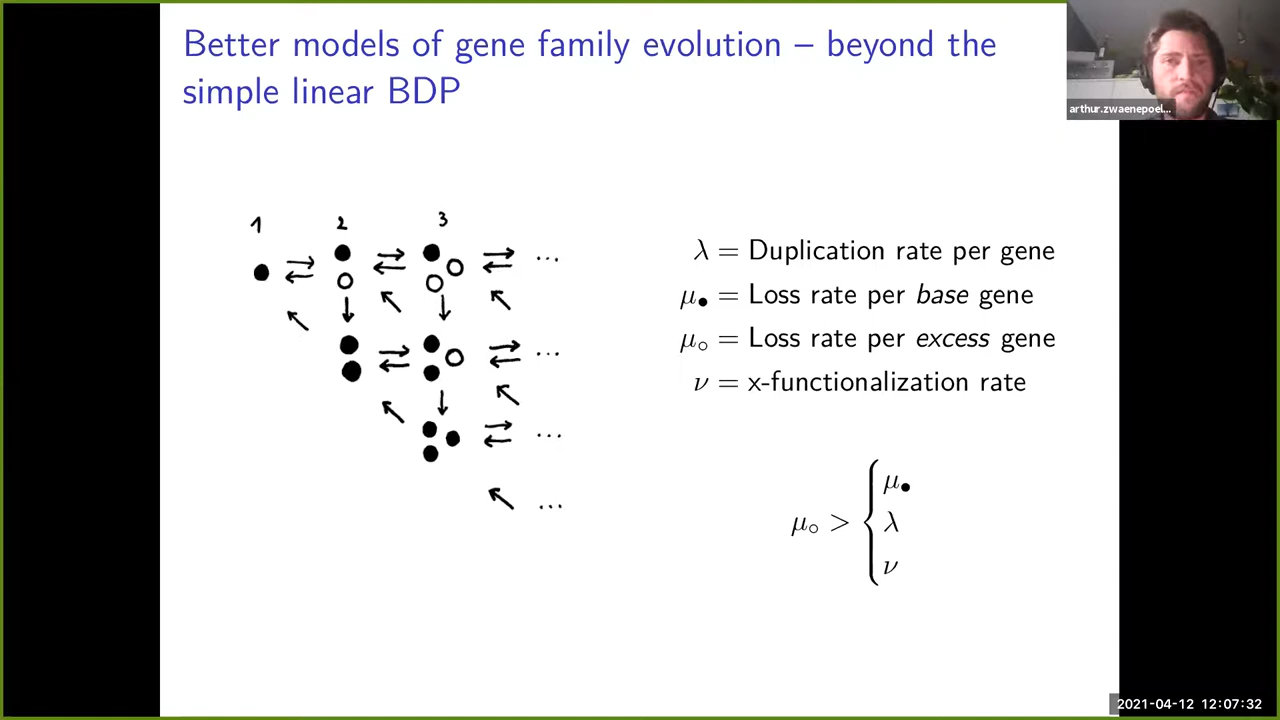 Better models of gene family evolution – beyond the
simple linear BDP
arthur.zwaenepoel...
1 2 3
...
...
...
...
λ = Duplication rate per gene
μ● = Loss rate per base gene
μ○ = Loss rate per excess gene
ν = x-functionalization rate
μ○ > { μ●
λ
ν
2021-04-12 12:07:32